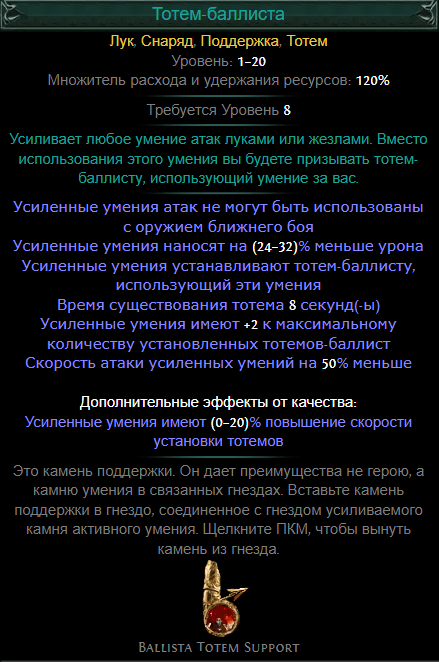 Тотем-баллиста
Лук, Снаряд, Поддержка, Тотем
Уровень: 1–20
Множитель расхода и удержания ресурсов: 120%
Требуется Уровень 8
Усиливает любое умение атак луками или жезлами. Вместо
использования этого умения вы будете призывать тотем-
баллисту, использующий умение за вас.
Усиленные умения атак не могут быть использованы
с оружием ближнего боя
Усиленные умения наносят на (24–32)% меньше урона
Усиленные умения устанавливают тотем-баллисту,
использующий эти умения
Время существования тотема 8 секунд(-ы)
Усиленные умения имеют +2 к максимальному
количеству установленных тотемов-баллист
Скорость атаки усиленных умений на 50% меньше
Дополнительные эффекты от качества:
Усиленные умения имеют (0–20)% повышение скорости
установки тотемов
Это камень поддержки. Он дает преимущества не герою, а
камню умения в связанных гнездах. Вставьте камень
поддержки в гнездо, соединенное с гнездом усиливаемого
камня активного умения. Щелкните ПКМ, чтобы вынуть
камень из гнезда.
Ballista Totem Support